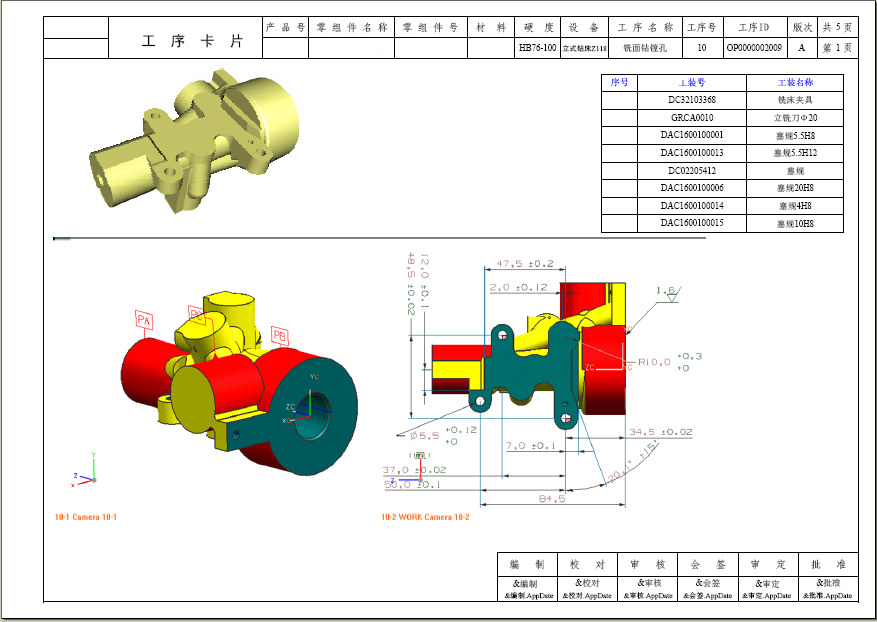 工 序 卡 片
产 品 号 零 组 件 名 称 零 组 件 号 材 料 硬 度 设 备 工 序 名 称 工序号 工序ID 版次 共 5 页
HB76-100 立式钻床Z118 铣面钻镗孔 10 OP0000002009 A 第 1 页
序号 工装号 工装名称
DC32103368 铣床夹具
GRCA0010 立铣刀Φ20
DAC1600100001 塞规5.5H8
DAC1600100013 塞规5.5H12
DC02205412 塞规
DAC1600100006 塞规20H8
DAC1600100014 塞规4H8
DAC1600100015 塞规10H8
PA
PC
PB
YC
ZC
XC
Y
Z
X
10-1 Camera 10-1
48,5 ±0.02
12,0 ±0.1
47,5 ±0.2
2,0 ±0.12
1.6
R10,0 +0.3
+0
ZC
YC
Ø5,5 +0.12
+0
7,0 ±0.1
34,5 ±0.02
37,0 ±0.02
50,0 ±0.1
20,1° ±15'
84,5
Z
10-2 WORK Camera 10-2
编 制 校 对 审 核 会 签 审 定 批 准
&编制 &校对 &审核 &会签 &审定 &批准
&编制.AppDate &校对.AppDate &审核.AppDate &会签.AppDate &审定.AppDate &批准.AppDate